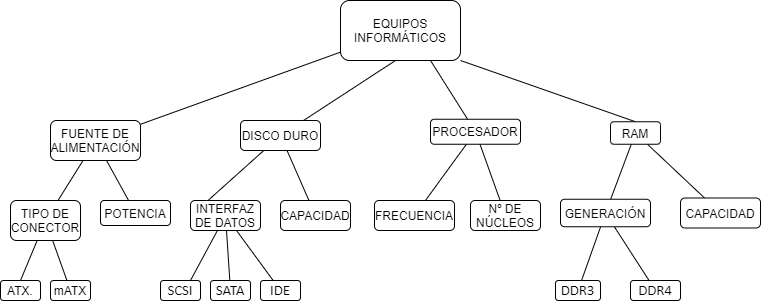 EQUIPOS
INFORMÁTICOS
FUENTE DE
ALIMENTACIÓN
DISCO DURO
PROCESADOR
RAM
TIPO DE
CONECTOR
POTENCIA
INTERFAZ
DE DATOS
CAPACIDAD
FRECUENCIA
Nº DE
NÚCLEOS
GENERACIÓN
CAPACIDAD
ATX.
mATX
SCSI
SATA
IDE
DDR3
DDR4